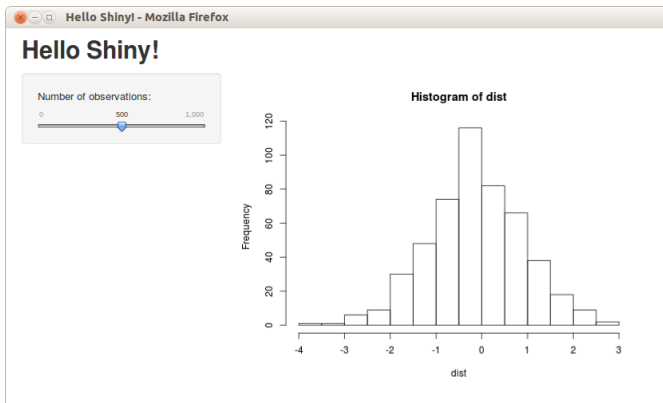 Hello Shiny! - Mozilla Firefox
Hello Shiny!
Number of observations:
0 500 1,000
Histogram of dist
Frequency
120
100
80
60
40
20
0
-4 -3 -2 -1 0 1 2 3
dist